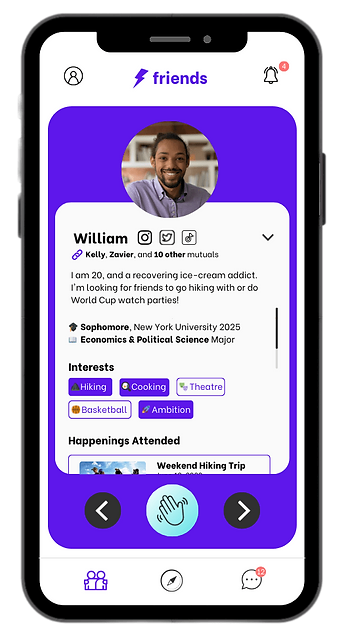 4
friends
William
Kelly, Zavier, and 10 other mutuals
I am 20, and a recovering ice-cream addict.
I'm looking for friends to go hiking with or do
World Cup watch parties!
Sophomore, New York University 2025
Economics & Political Science Major
Interests
Hiking
Cooking
Theatre
Basketball
Ambition
Happenings Attended
Weekend Hiking Trip
12